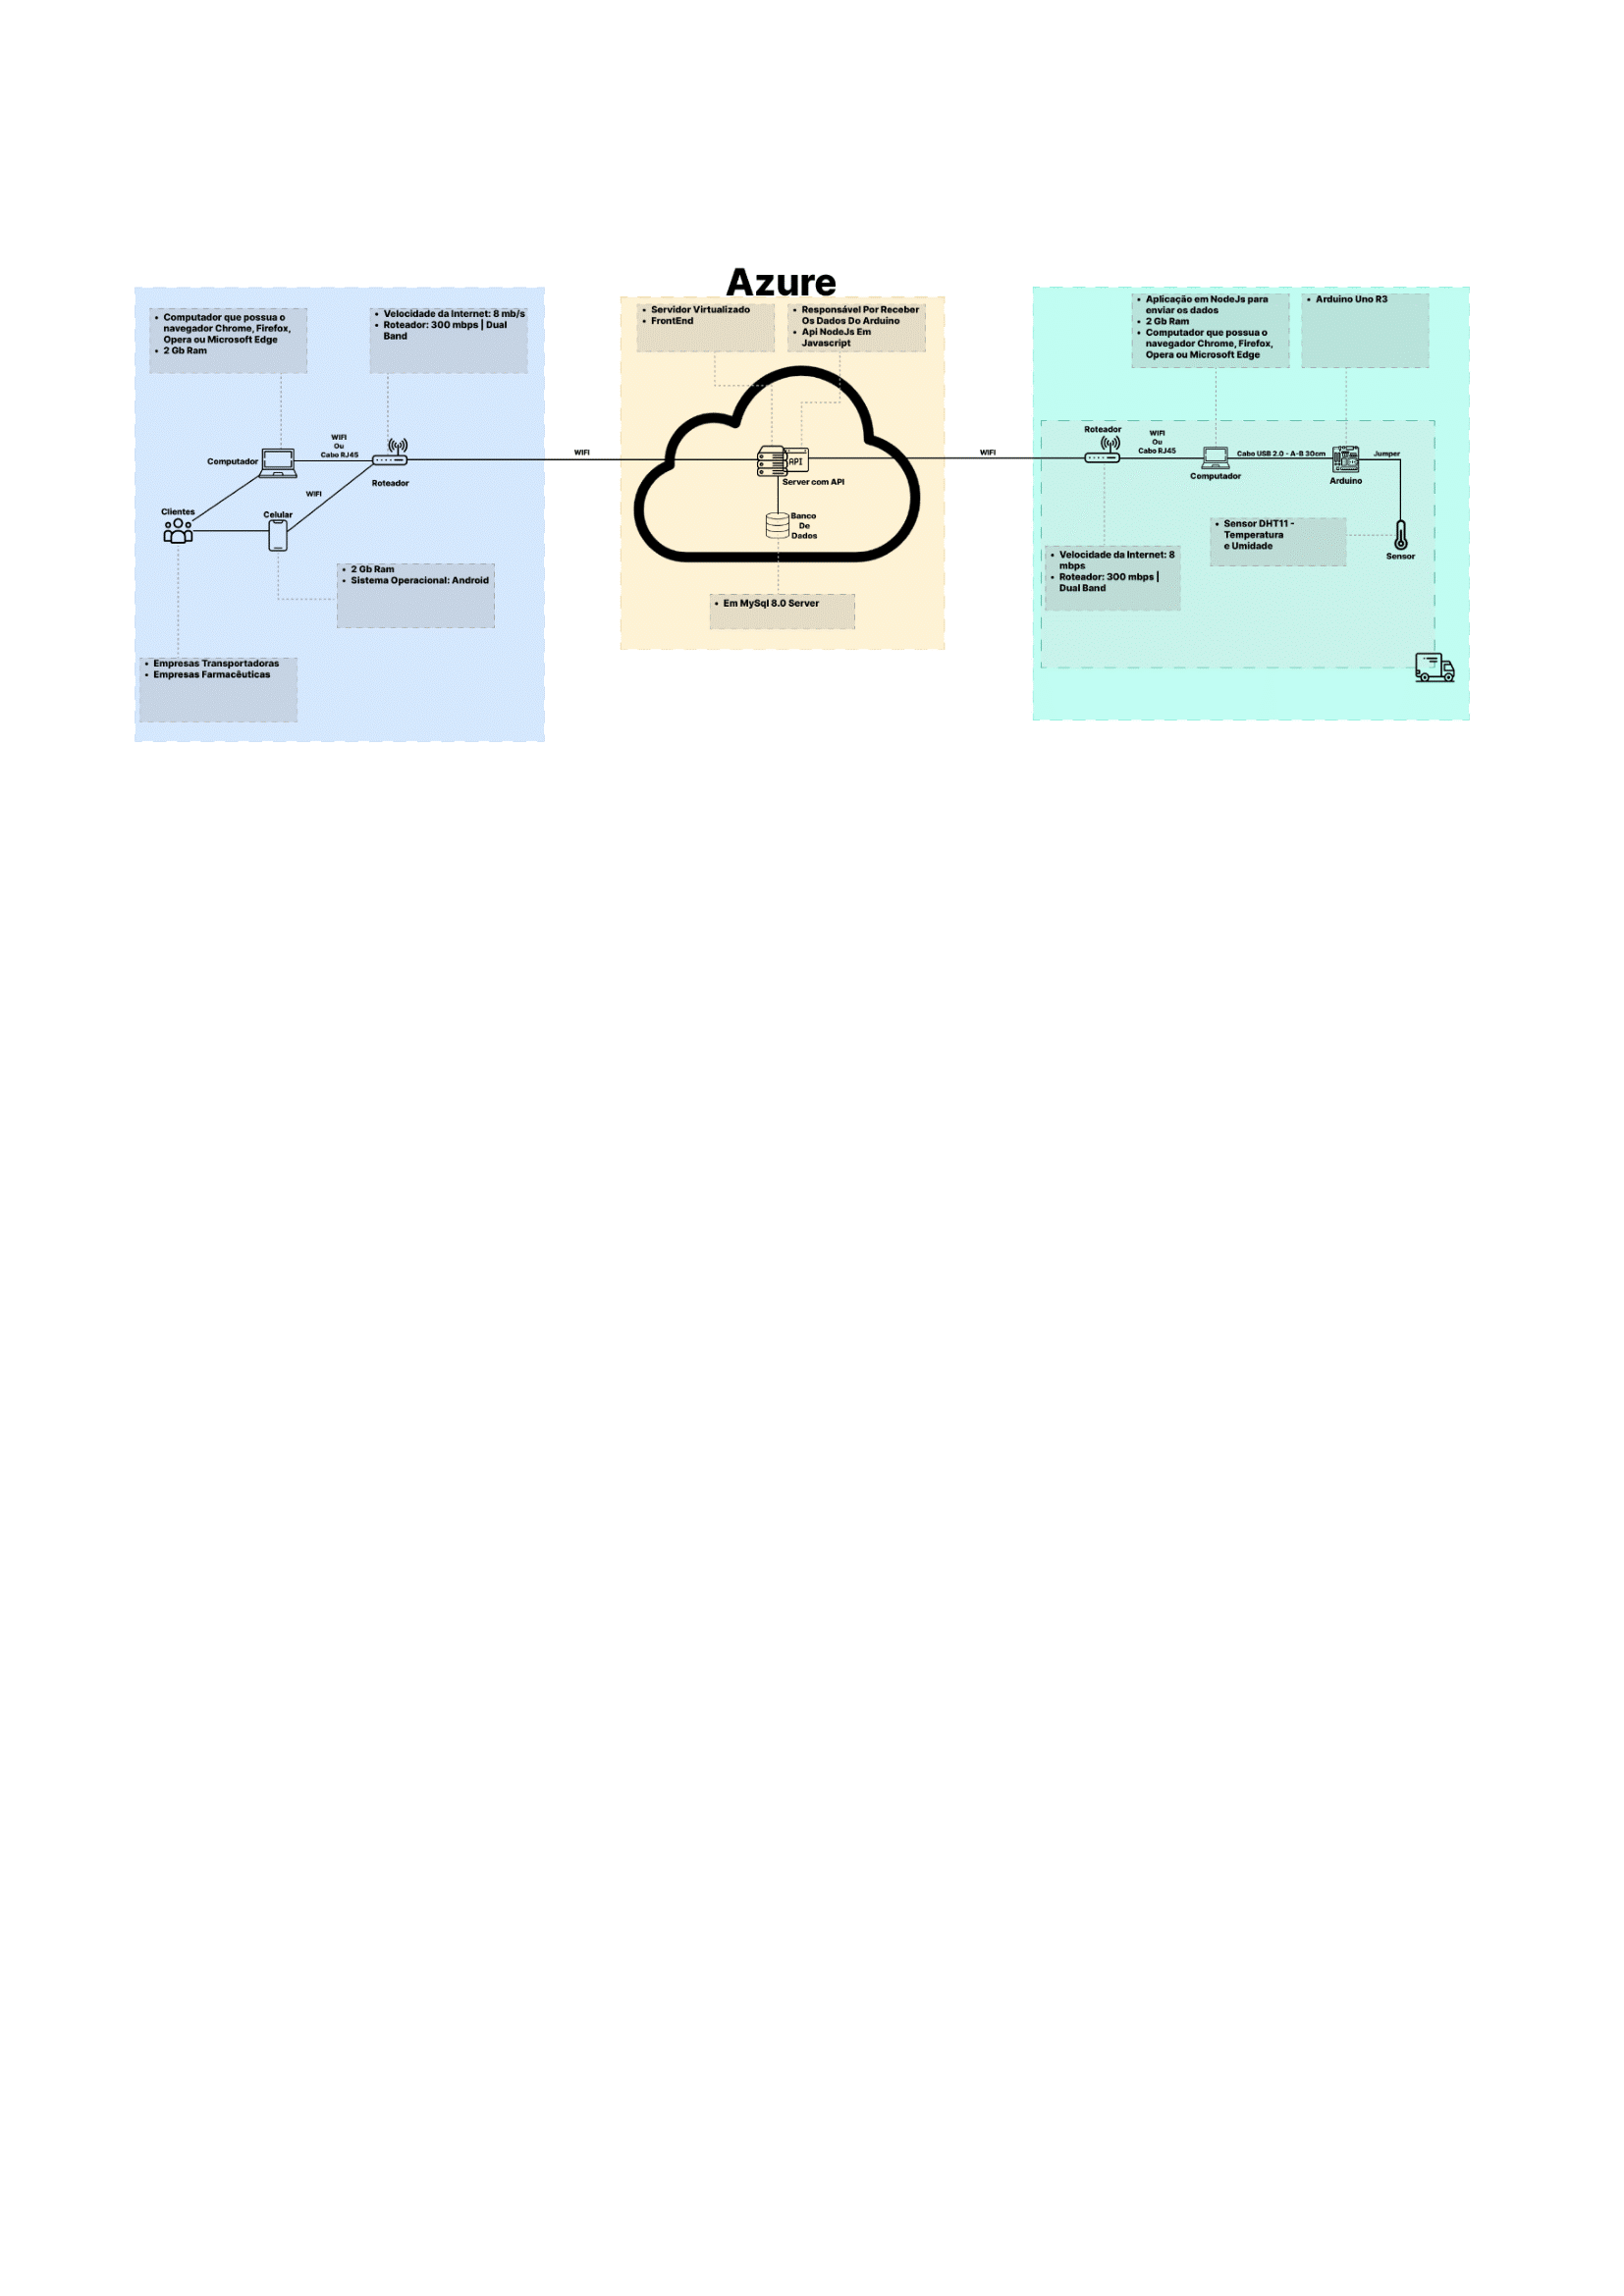 Azure
Computador que possua o
navegador Chrome, Firefox,
Opera ou Microsoft Edge
2 Gb Ram
Velocidade da Internet: 8 mb/s
Roteador: 300 mbps | Dual
Band
Computador
WIFI
Ou
Cabo RJ45
Roteador
WIFI
Clientes
Celular
2 Gb Ram
Sistema Operacional: Android
Empresas Transportadoras
Empresas Farmacêuticas
WIFI
Servidor Virtualizado
FrontEnd
Responsável Por Receber
Os Dados Do Arduino
Api NodeJs Em
Javascript
API
Server com API
Banco
De
Dados
Em MySql 8.0 Server
WIFI
Aplicação em NodeJs para
enviar os dados
2 Gb Ram
Computador que possua o
navegador Chrome, Firefox,
Opera ou Microsoft Edge
Arduino Uno R3
Roteador
WIFI
Ou
Cabo RJ45
Computador
Cabo USB 2.0 - A-B 30cm
Arduino
Jumper
Sensor DHT11 -
Temperatura
e Umidade
Sensor
Velocidade da Internet: 8
mbps
Roteador: 300 mbps |
Dual Band